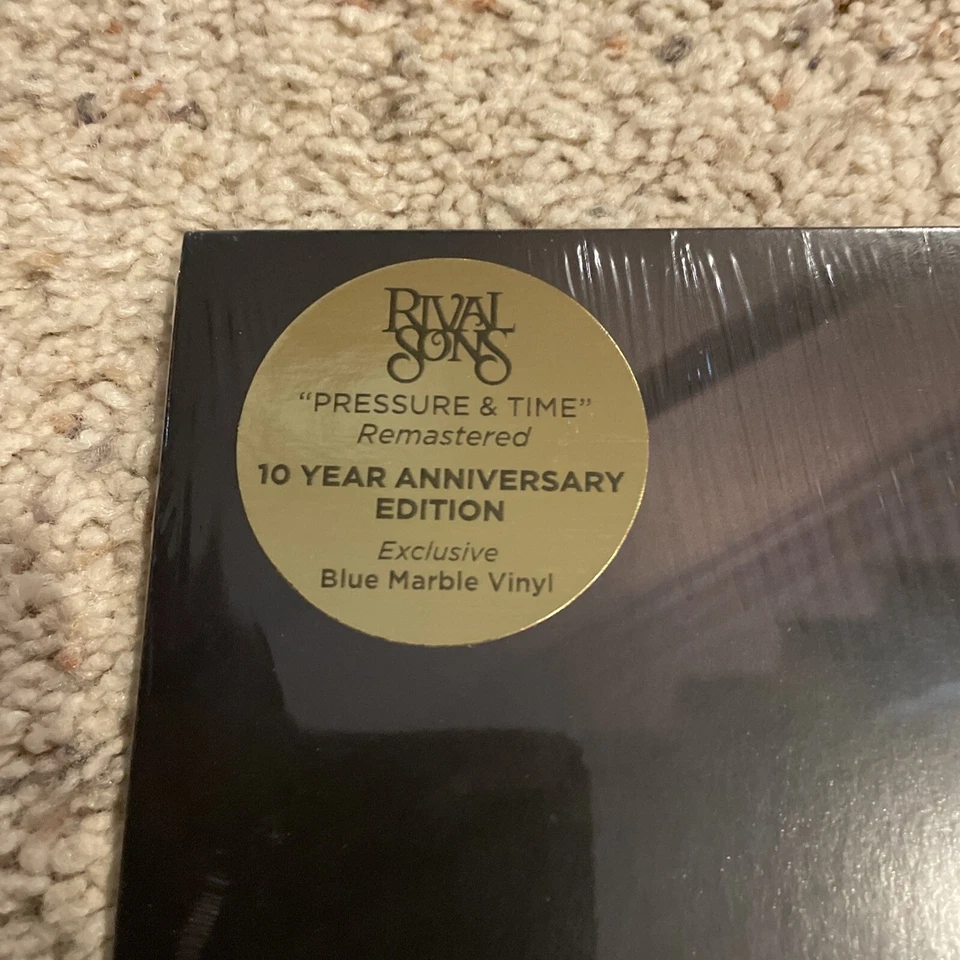 RIVAL
SONS
“PRESSURE & TIME”
Remastered
10 YEAR ANNIVERSARY
EDITION
Exclusive
Blue Marble Vinyl